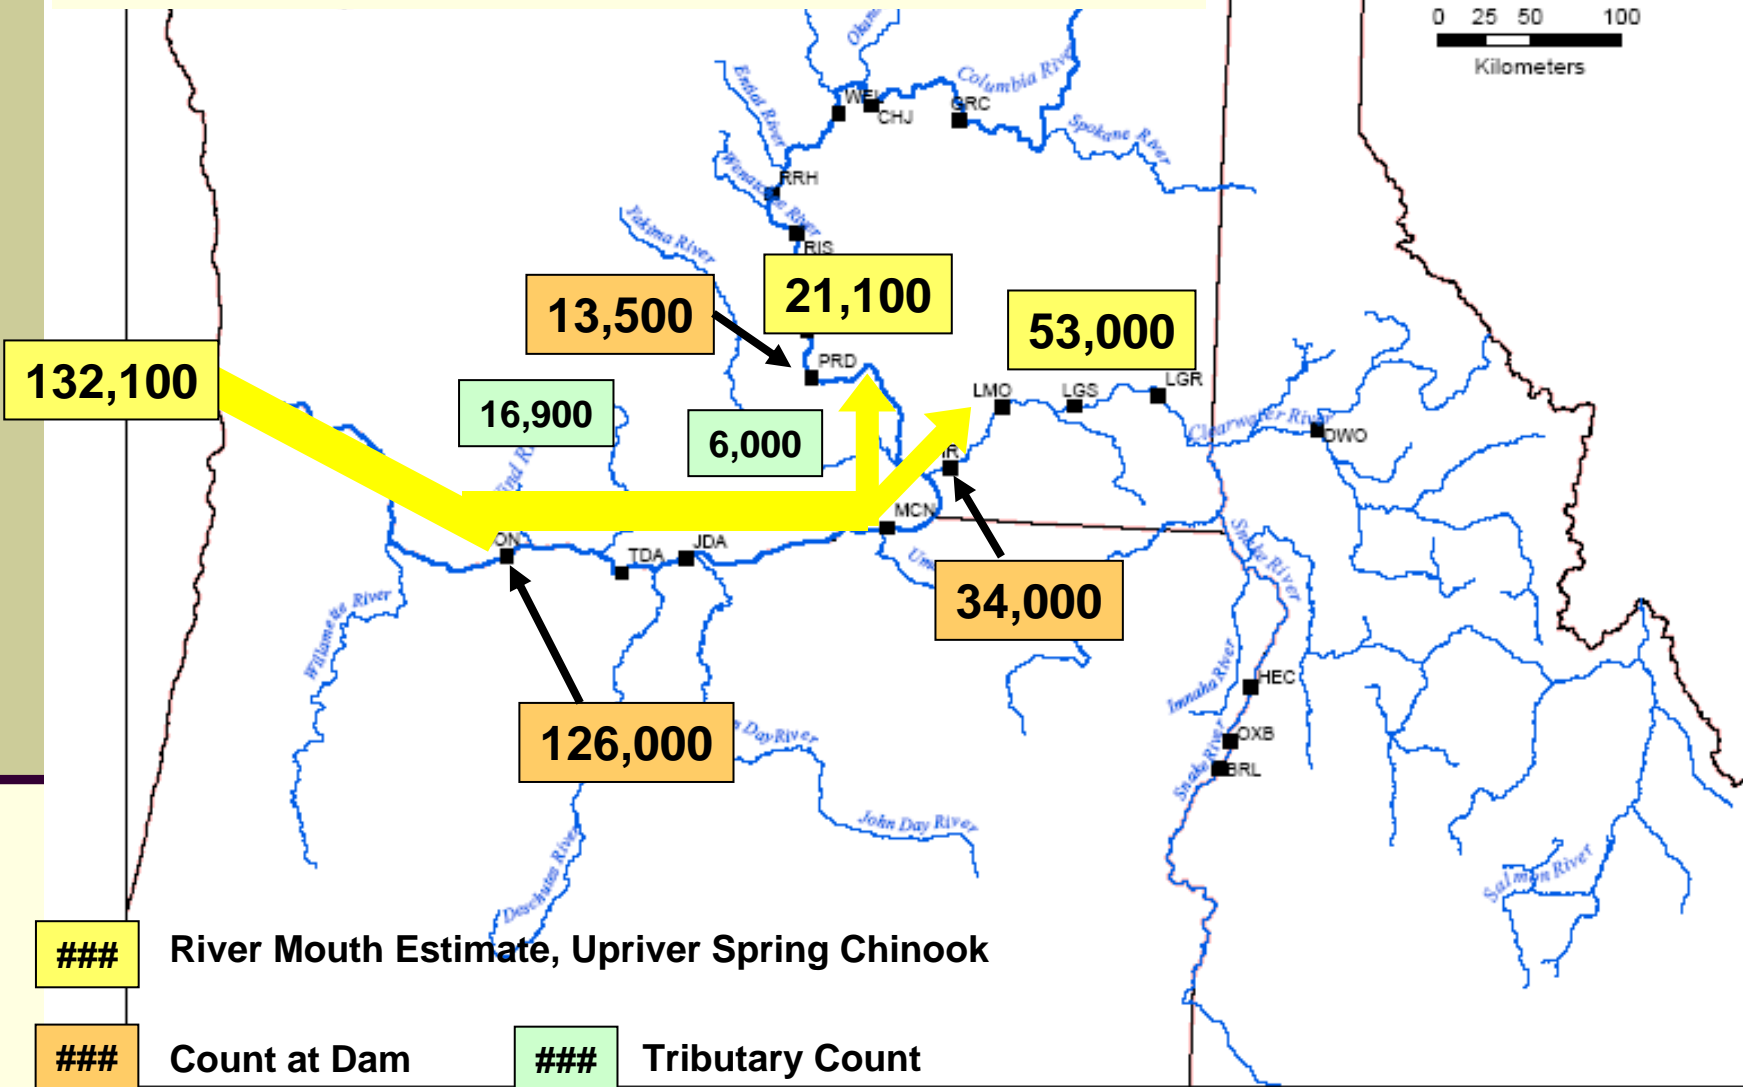 0 25 50 100
Kilometers
Columbia River
Entiat River
CHJ
GRC
Spokane River
RRH
Wenatchee River
Yakima River
RIS
21,100
13,500
53,000
132,100
PRD
LMO
LGS
LGR
16,900
6,000
Clearwater River
DWO
MCN
TDA
JDA
Snake River
34,000
Willamette River
Imnaha River
HEC
126,000
Day River
OXB
Snake River
BRL
John Day River
Deschutes River
Salmon River
### River Mouth Estimate, Upriver Spring Chinook
### Count at Dam
### Tributary Count